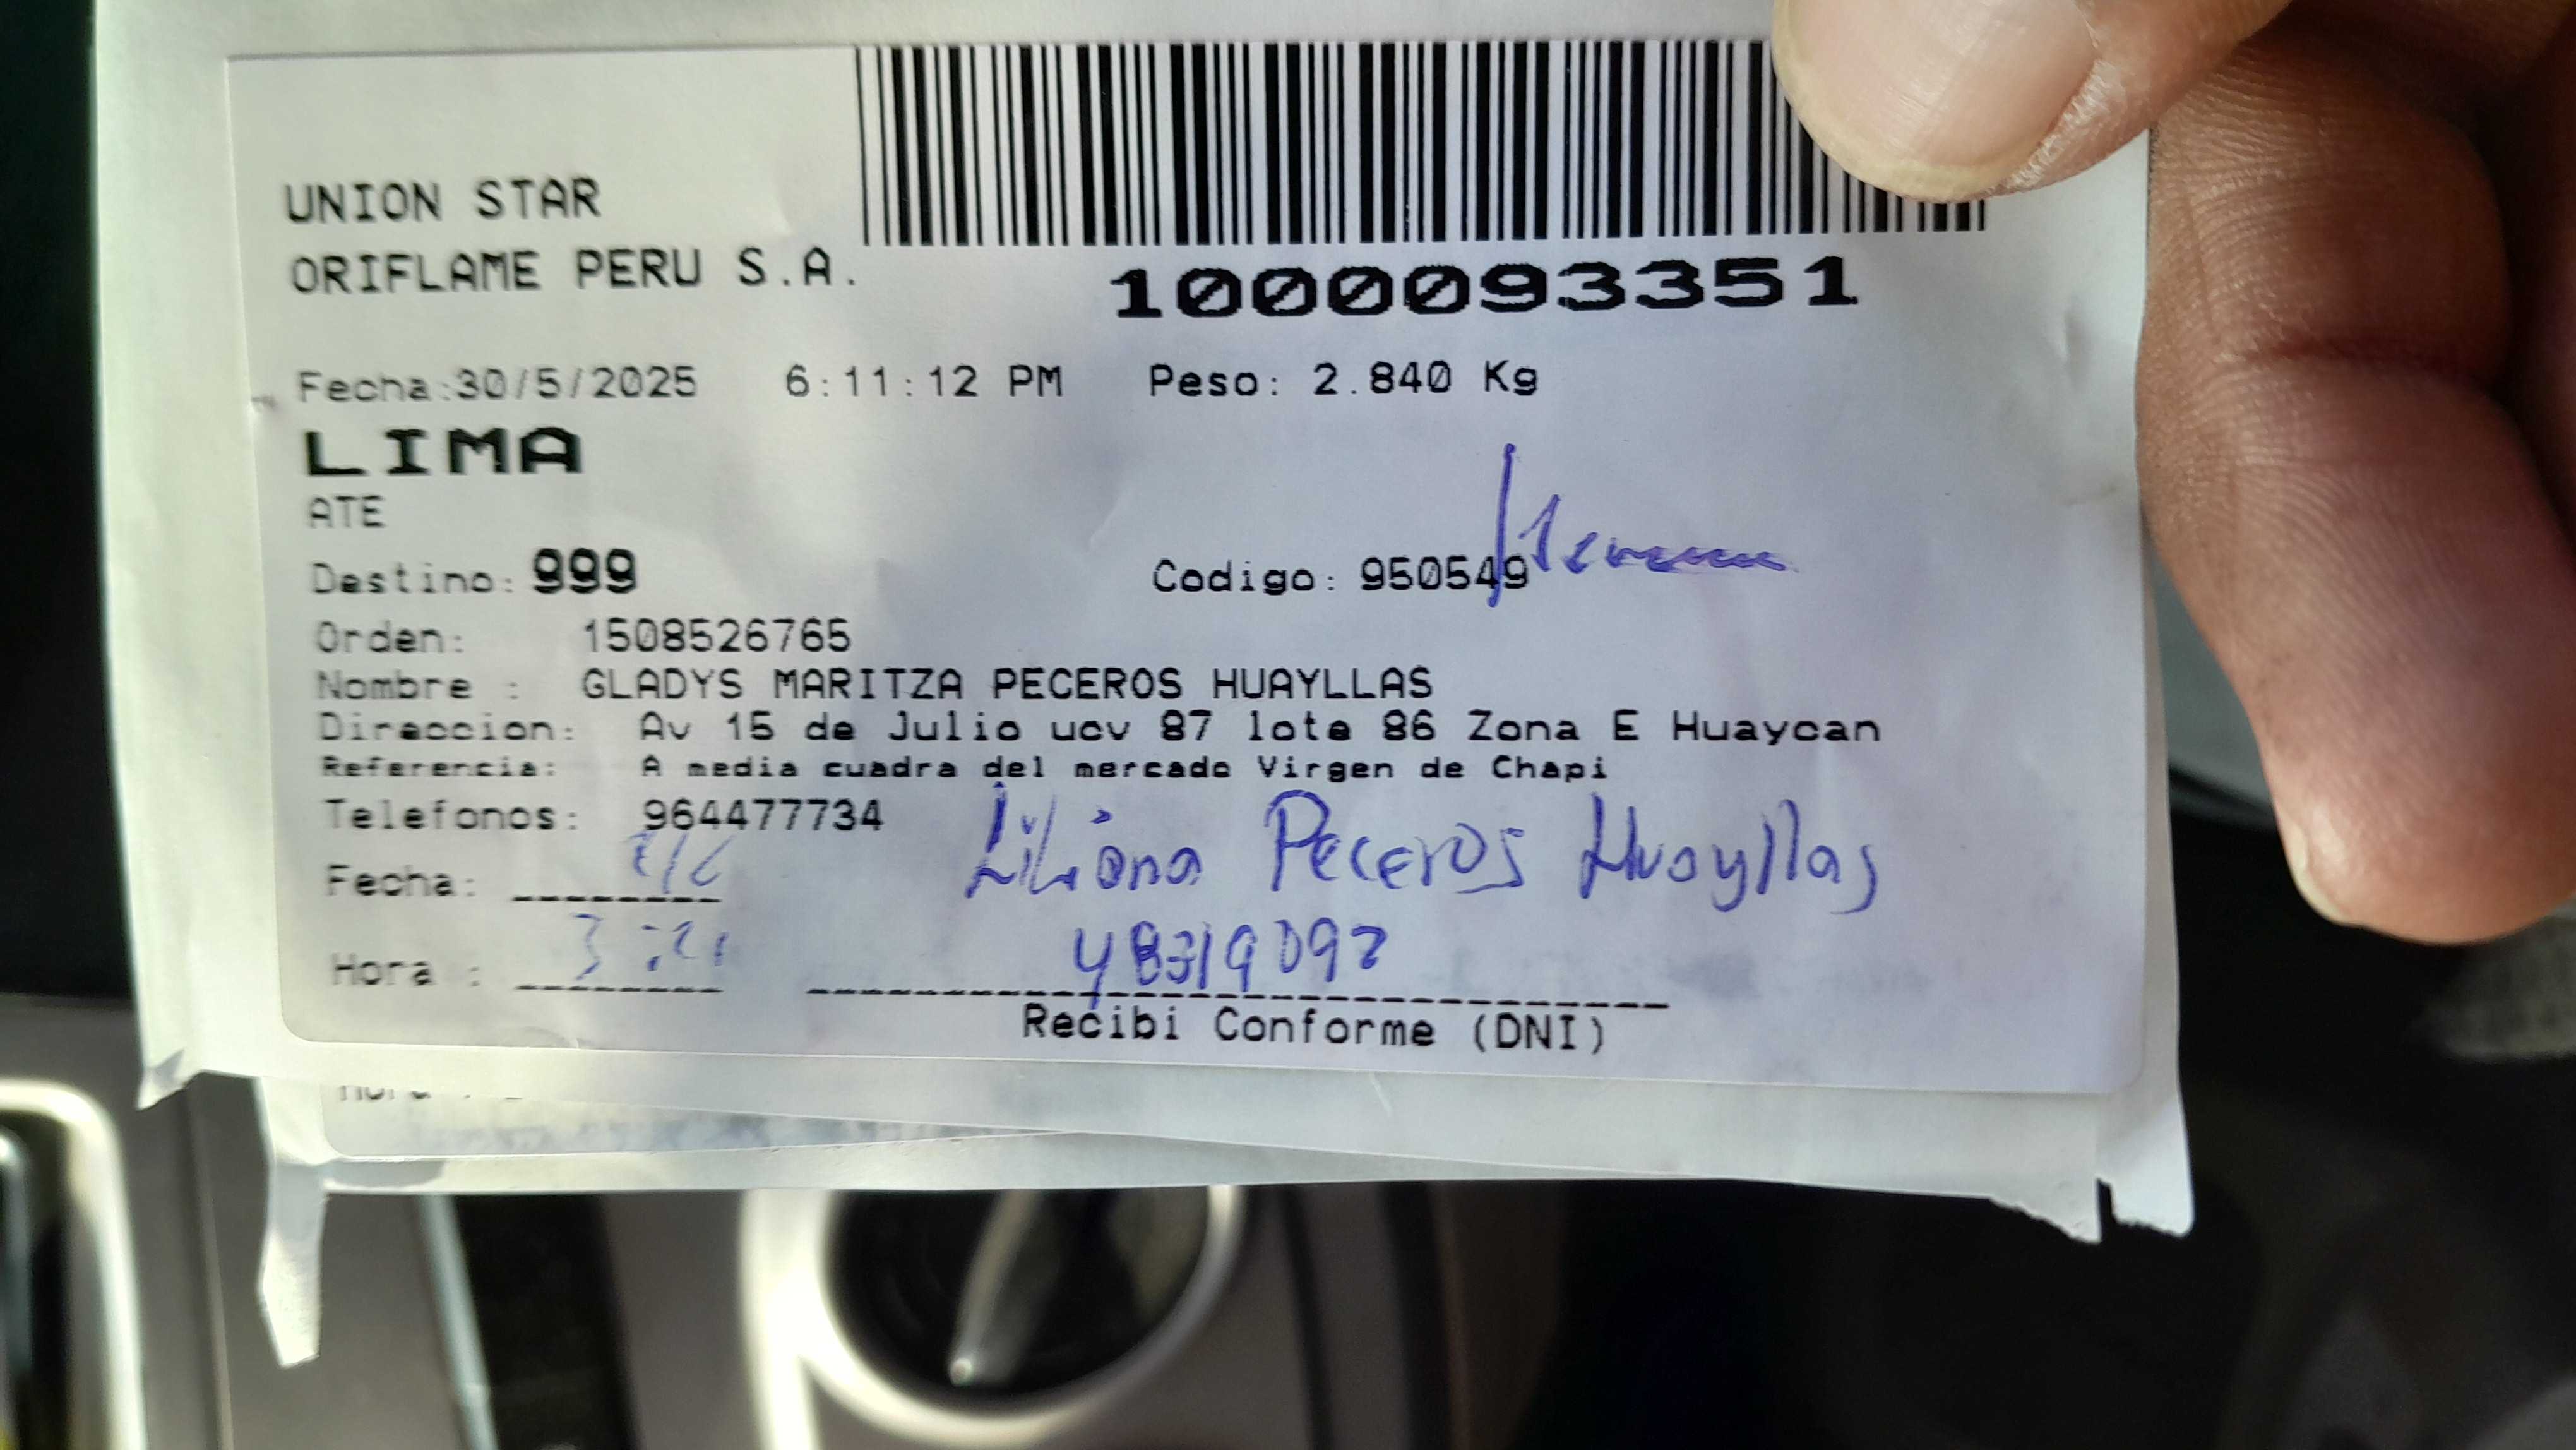 UNION STAR
ORIFLAME PERU S.A.
1000093351
Fecha:30/5/2025 6:11:12 PM Peso: 2.840 Kg
LIMA
ATE
Destino: 999 Codigo: 950549
Orden: 1508526765
Nombre : GLADYS MARITZA PECEROS HUAYLLAS
Direccion: Av 15 de Julio ucv 87 lote 86 Zona E Huaycan
Referencia: A media cuadra del mercado Virgen de Chapi
Telefonos: 964477734
Liliana Peceros Huayllas
Fecha:
Hora :
48319092
Recibi Conforme (DNI)